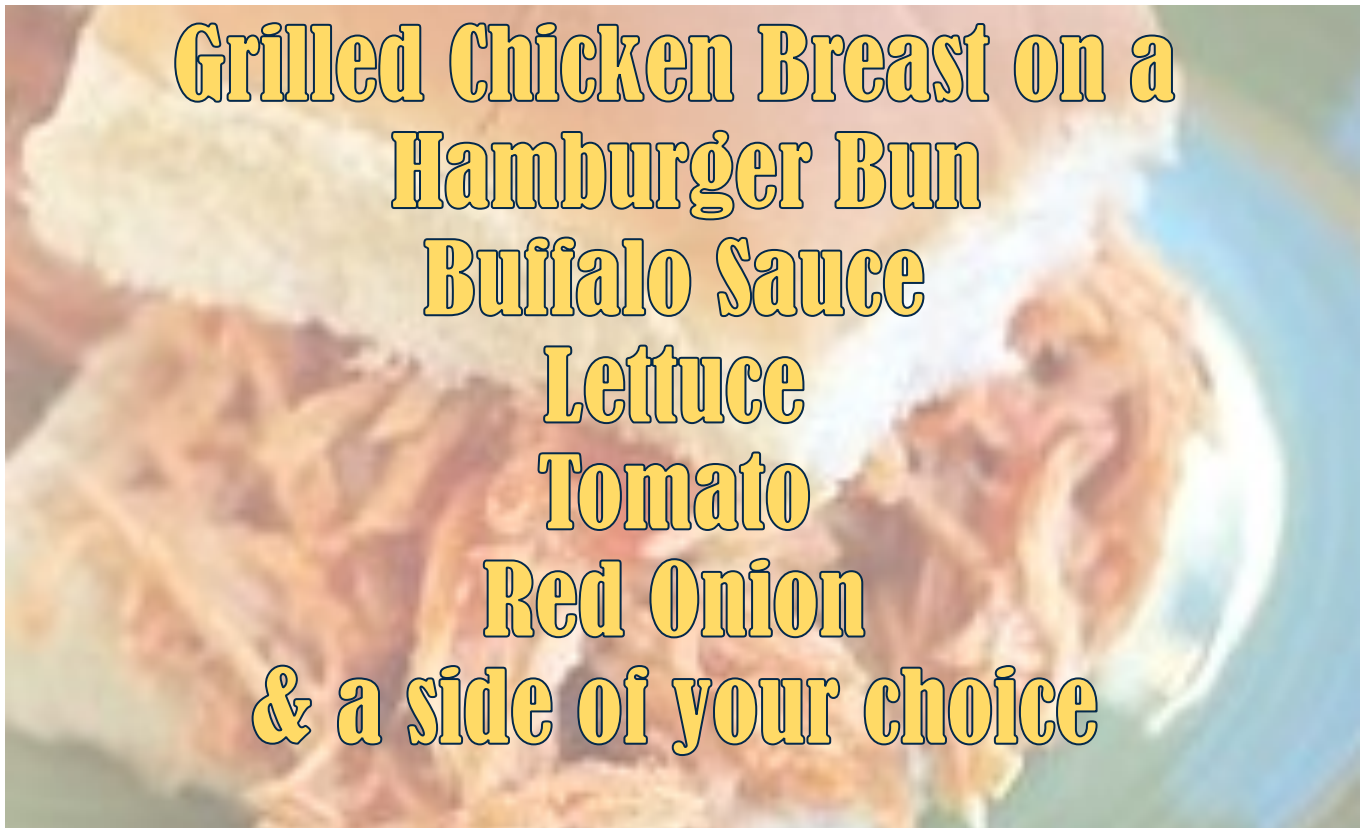 Grilled Chicken Breast on a
Hamburger Bun
Buffalo Sauce
Lettuce
Tomato
Red Onion
& a side of your choice